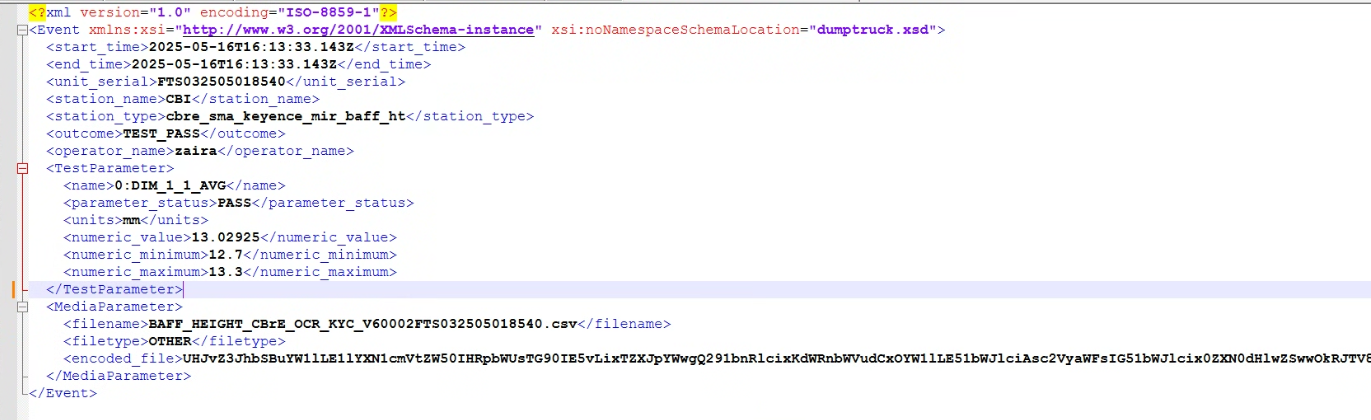 <?xml version="1.0" encoding="ISO-8859-1"?>
<Event xmlns:xsi="http://www.w3.org/2001/XMLSchema-instance" xsi:noNamespaceSchemaLocation="dumptruck.xsd">
<start_time>2025-05-16T16:13:33.143Z</start_time>
<end_time>2025-05-16T16:13:33.143Z</end_time>
<unit_serial>FTS032505018540</unit_serial>
<station_name>CBI</station_name>
<station_type>cbre_sma_keyence_mir_baff_ht</station_type>
<outcome>TEST_PASS</outcome>
<operator_name>zaira</operator_name>
<TestParameter>
<name>0:DIM_1_1_AVG</name>
<parameter_status>PASS</parameter_status>
<units>mm</units>
<numeric_value>13.02925</numeric_value>
<numeric_minimum>12.7</numeric_minimum>
<numeric_maximum>13.3</numeric_maximum>
</TestParameter>
<MediaParameter>
<filename>BAFF_HEIGHT_CBrE_OCR_KYC_V60002FTS032505018540.csv</filename>
<filetype>OTHER</filetype>
<encoded_file>UHJvZ3JhbSBuYW1lLE1lYXN1cmVtZW50IHRpbWUsTG90IE5vLixTZXJpYWwgQ291bnRlcixKdWRnbWVudCxOYW1lLE51bWJlciAsc2VyaWFsIG51bWJlcix0ZXN0dHlwZSwwOkRJTV8
</MediaParameter>
</Event>